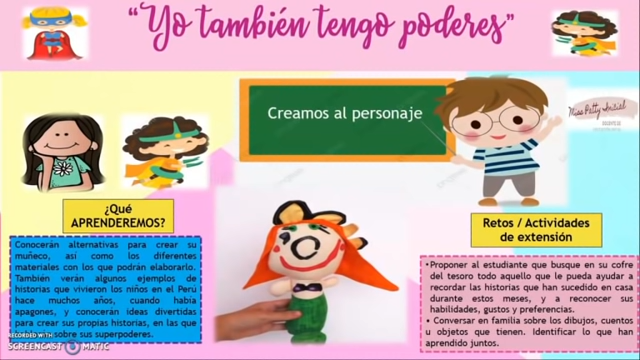 “Yo también tengo poderes”
Creamos al personaje
Miss Patty Initial
¿Qué
APRENDEREMOS?
Conocerán alternativas para crear su
muñeco, así como los diferentes
materiales con los que podrán elaborarlo.
También verán algunos ejemplos de
historias que vivieron los niños en el Perú
hace muchos años, cuando había
apagones, y conocerán ideas divertidas
para crear sus propias historias, en las que
sobre sus superpoderes.
RECORDED WITH
SCREENCAST MATIC
Retos / Actividades
de extensión
•Proponer al estudiante que busque en su cofre
del tesoro todo aquello que le pueda ayudar a
recordar las historias que han sucedido en casa
durante estos meses, y a reconocer sus
habilidades, gustos y preferencias.
• Conversar en familia sobre los dibujos, cuentos
u objetos que tienen. Identificar lo que han
aprendido juntos.